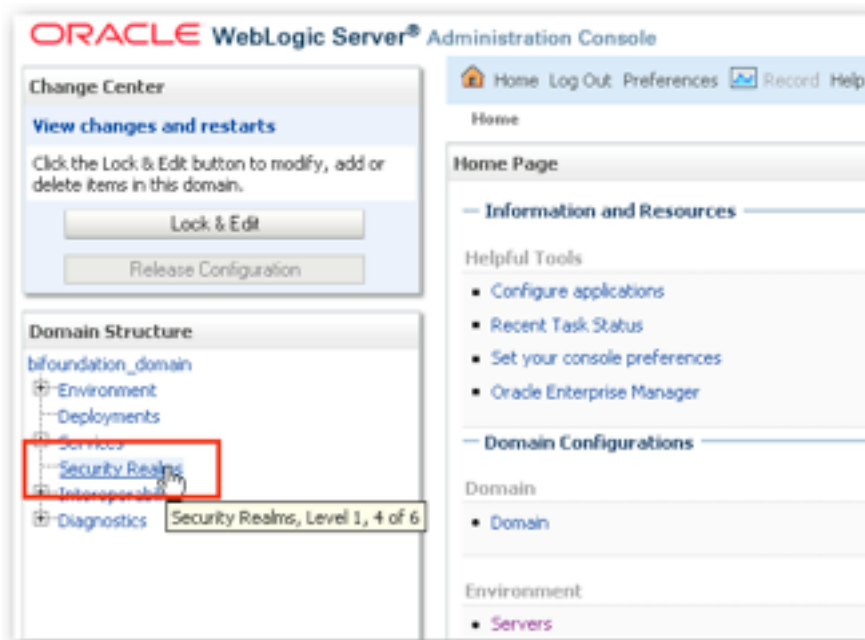 ORACLE WebLogic Server® Administration Console
Change Center
View changes and restarts
Click the Lock & Edit button to modify, add or
delete items in this domain.
Lock & Edit
Release Configuration
Domain Structure
bifoundation_domain
Environment
Deployments
Services
Security Realms
Diagnostics
Security Realms, Level 1, 4 of 6
Home Log Out Preferences Record Help
Home
Home Page
Information and Resources
Helpful Tools
Configure applications
Recent Task Status
Set your console preferences
Oracle Enterprise Manager
Domain Configurations
Domain
Domain
Environment
Servers